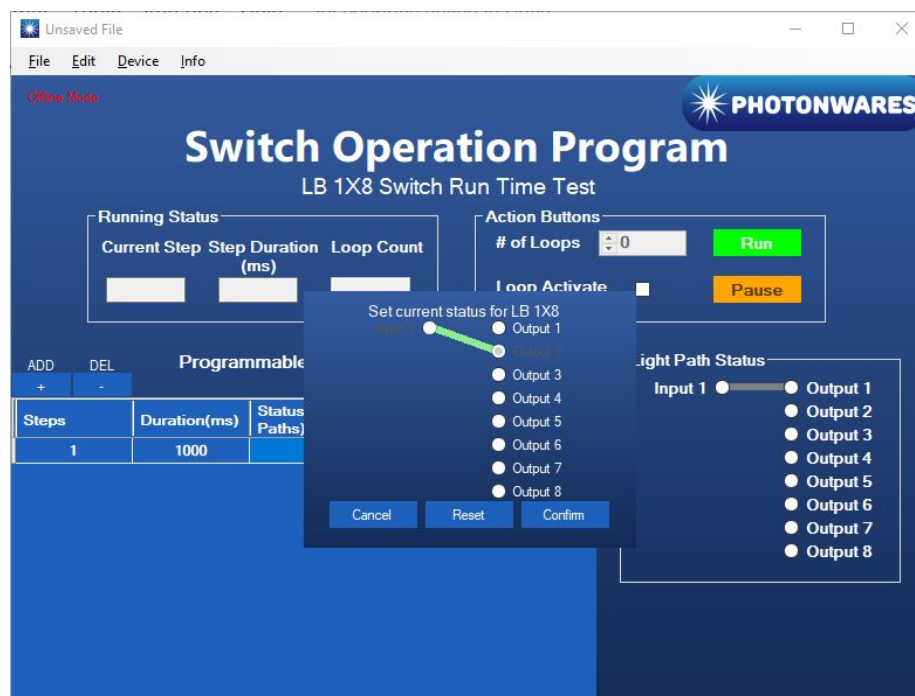 Unsaved File
File Edit Device Info
Offline Mode
PHOTONWARES
Switch Operation Program
LB 1X8 Switch Run Time Test
Running Status
Current Step Step Duration (ms) Loop Count
Action Buttons
# of Loops 0 Run
Loop Activate Pause
Set current status for LB 1X8
Input 1 Output 1
Output 2
Output 3
Output 4
Output 5
Output 6
Output 7
Output 8
Cancel Reset Confirm
ADD DEL
+ -
Programmable
Steps Duration(ms) Status Paths)
1 1000
Light Path Status
Input 1 Output 1
Output 2
Output 3
Output 4
Output 5
Output 6
Output 7
Output 8